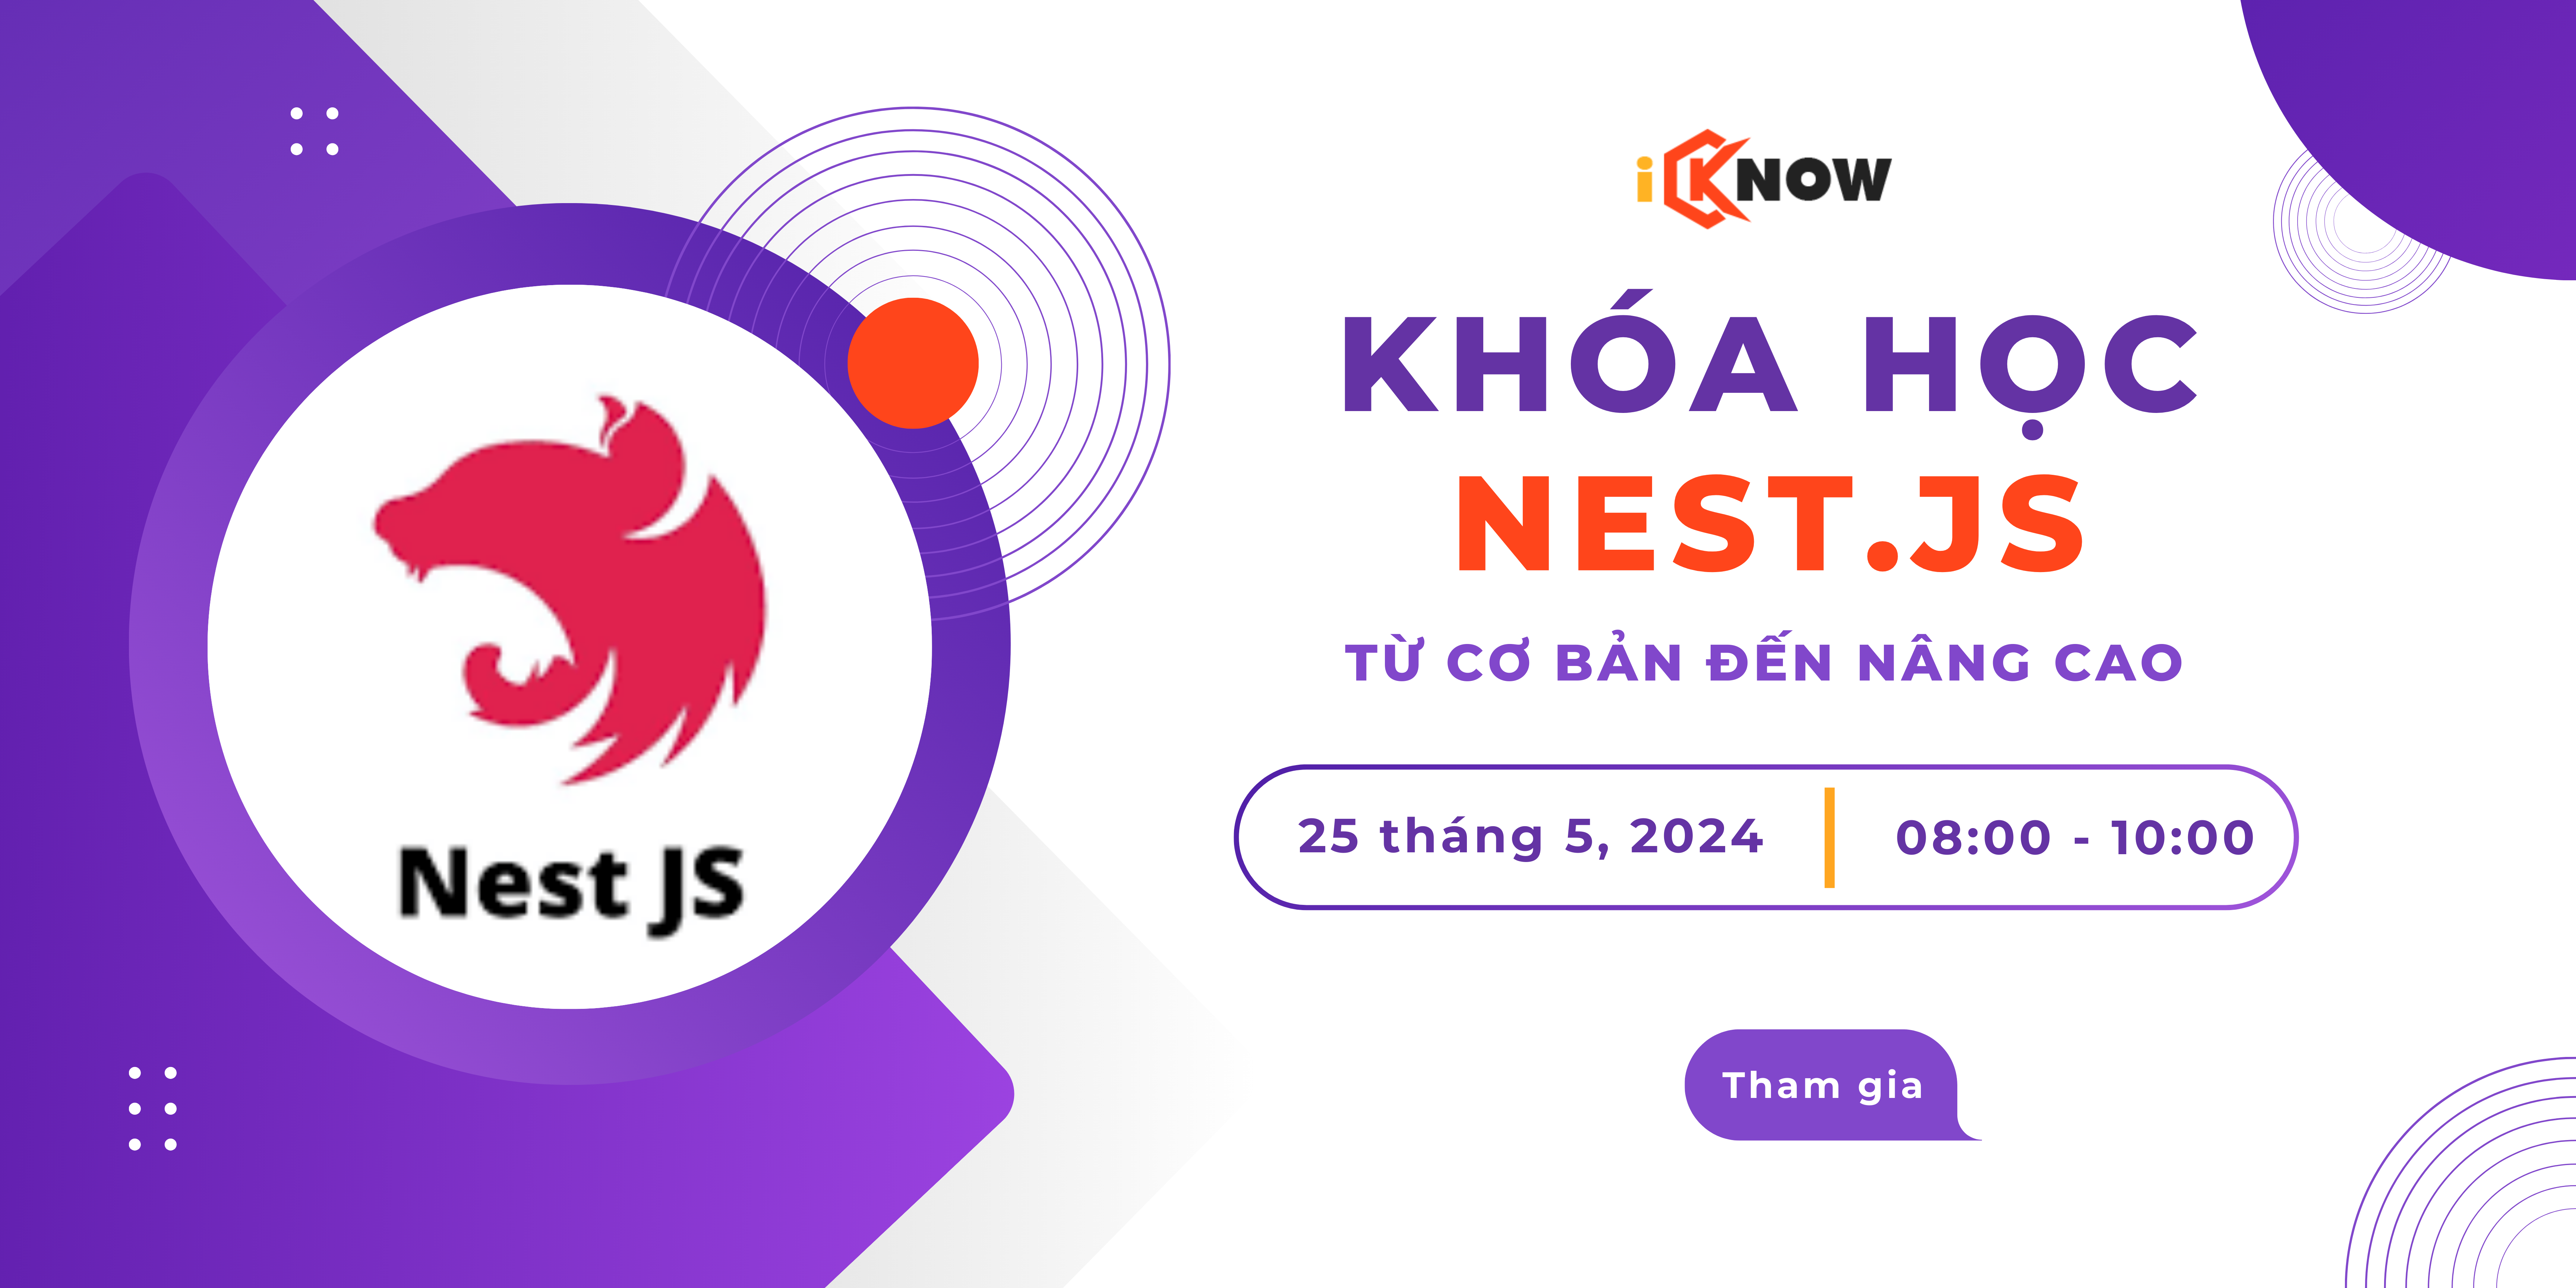 Nest JS
iKNOW
KHÓA HỌC
NEST.JS
TỪ CƠ BẢN ĐẾN NÂNG CAO
25 tháng 5, 2024
08:00 - 10:00
Tham gia